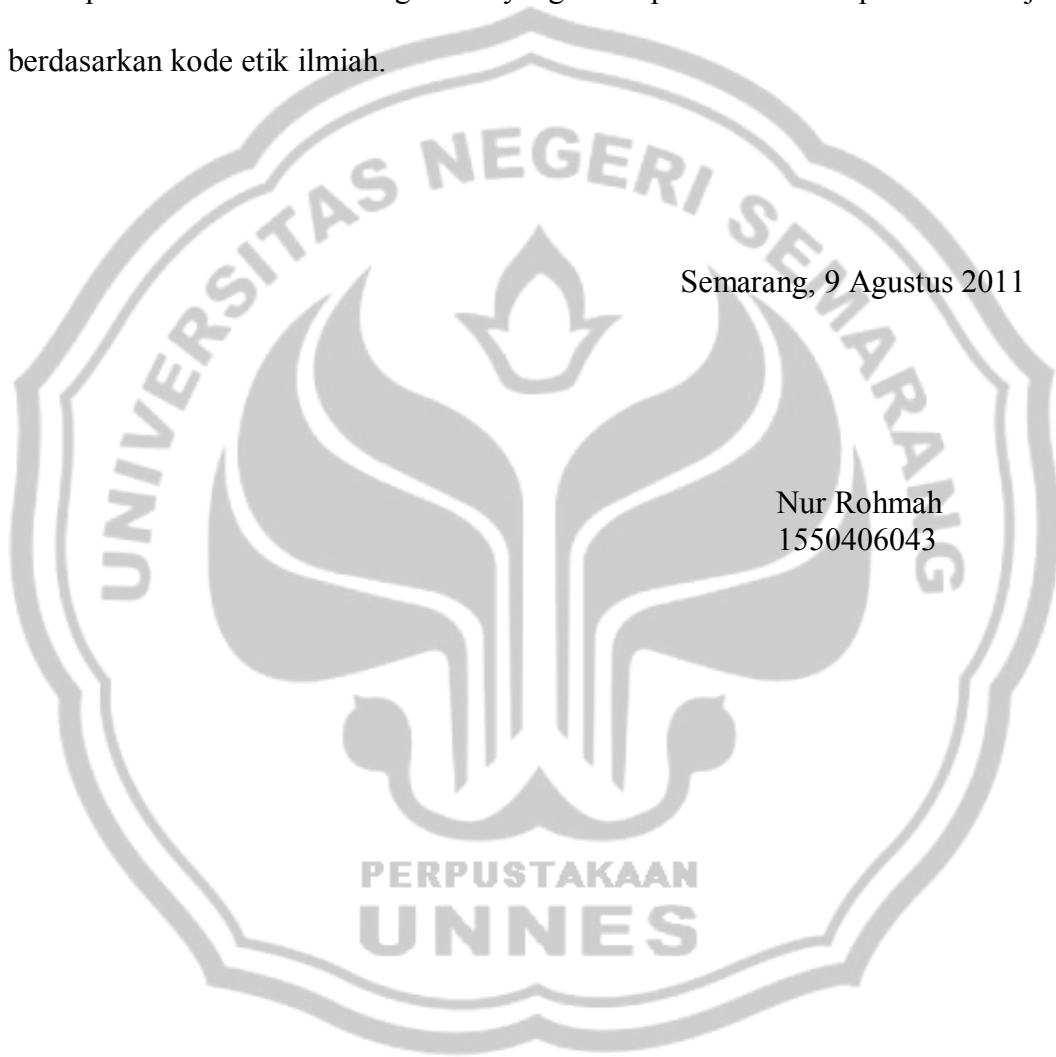 berdasarkan kode etik ilmiah.
UNIVERSITAS NEGERI SEMARANG
Semarang, 9 Agustus 2011
Nur Rohmah
1550406043
PERPUSTAKAAN
UNNES